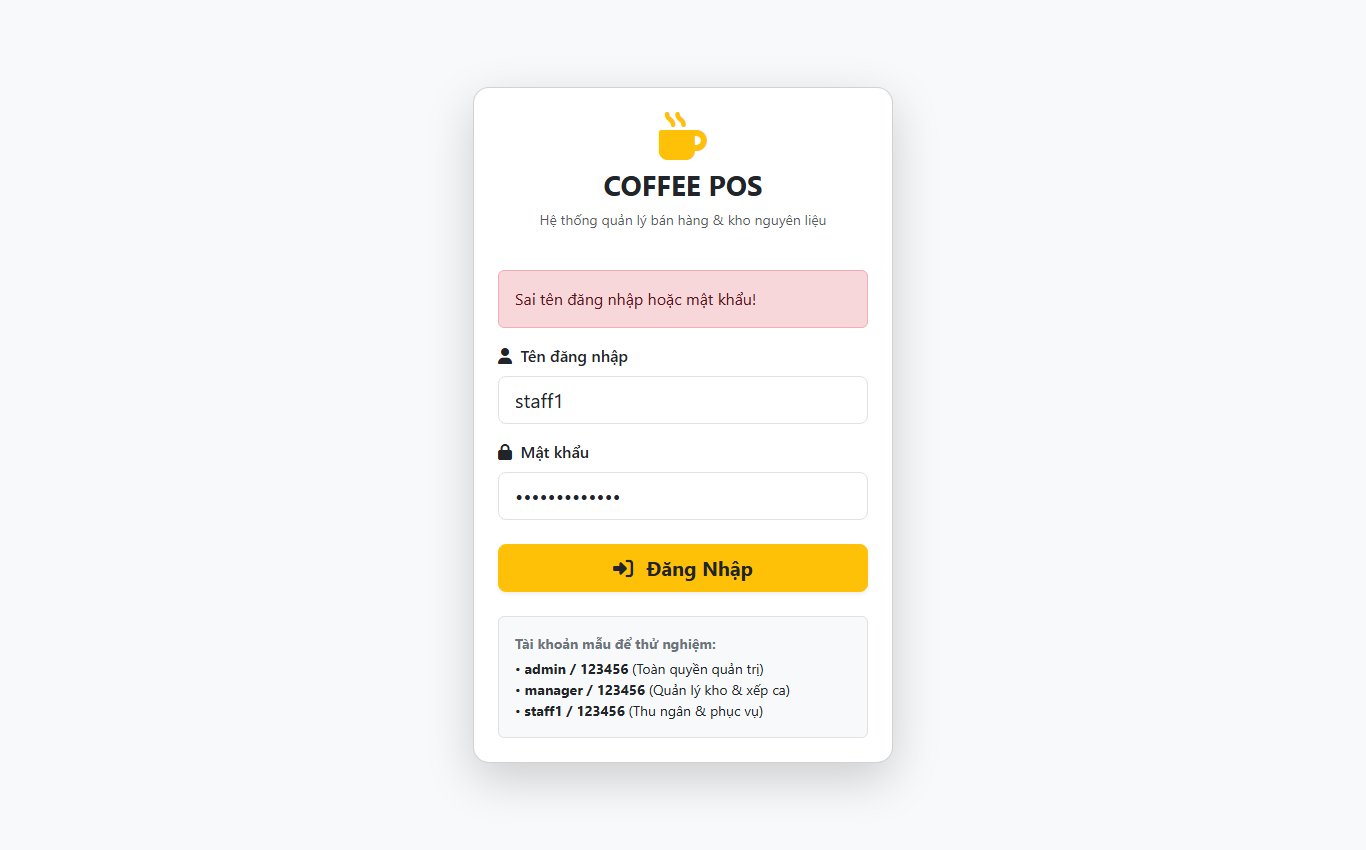 COFFEE POS
Hệ thống quản lý bán hàng & kho nguyên liệu
Sai tên đăng nhập hoặc mật khẩu!
Tên đăng nhập
staff1
Mật khẩu
•••••••••••••
Đăng Nhập
Tài khoản mẫu để thử nghiệm:
• admin / 123456 (Toàn quyền quản trị)
• manager / 123456 (Quản lý kho & xếp ca)
• staff1 / 123456 (Thu ngân & phục vụ)